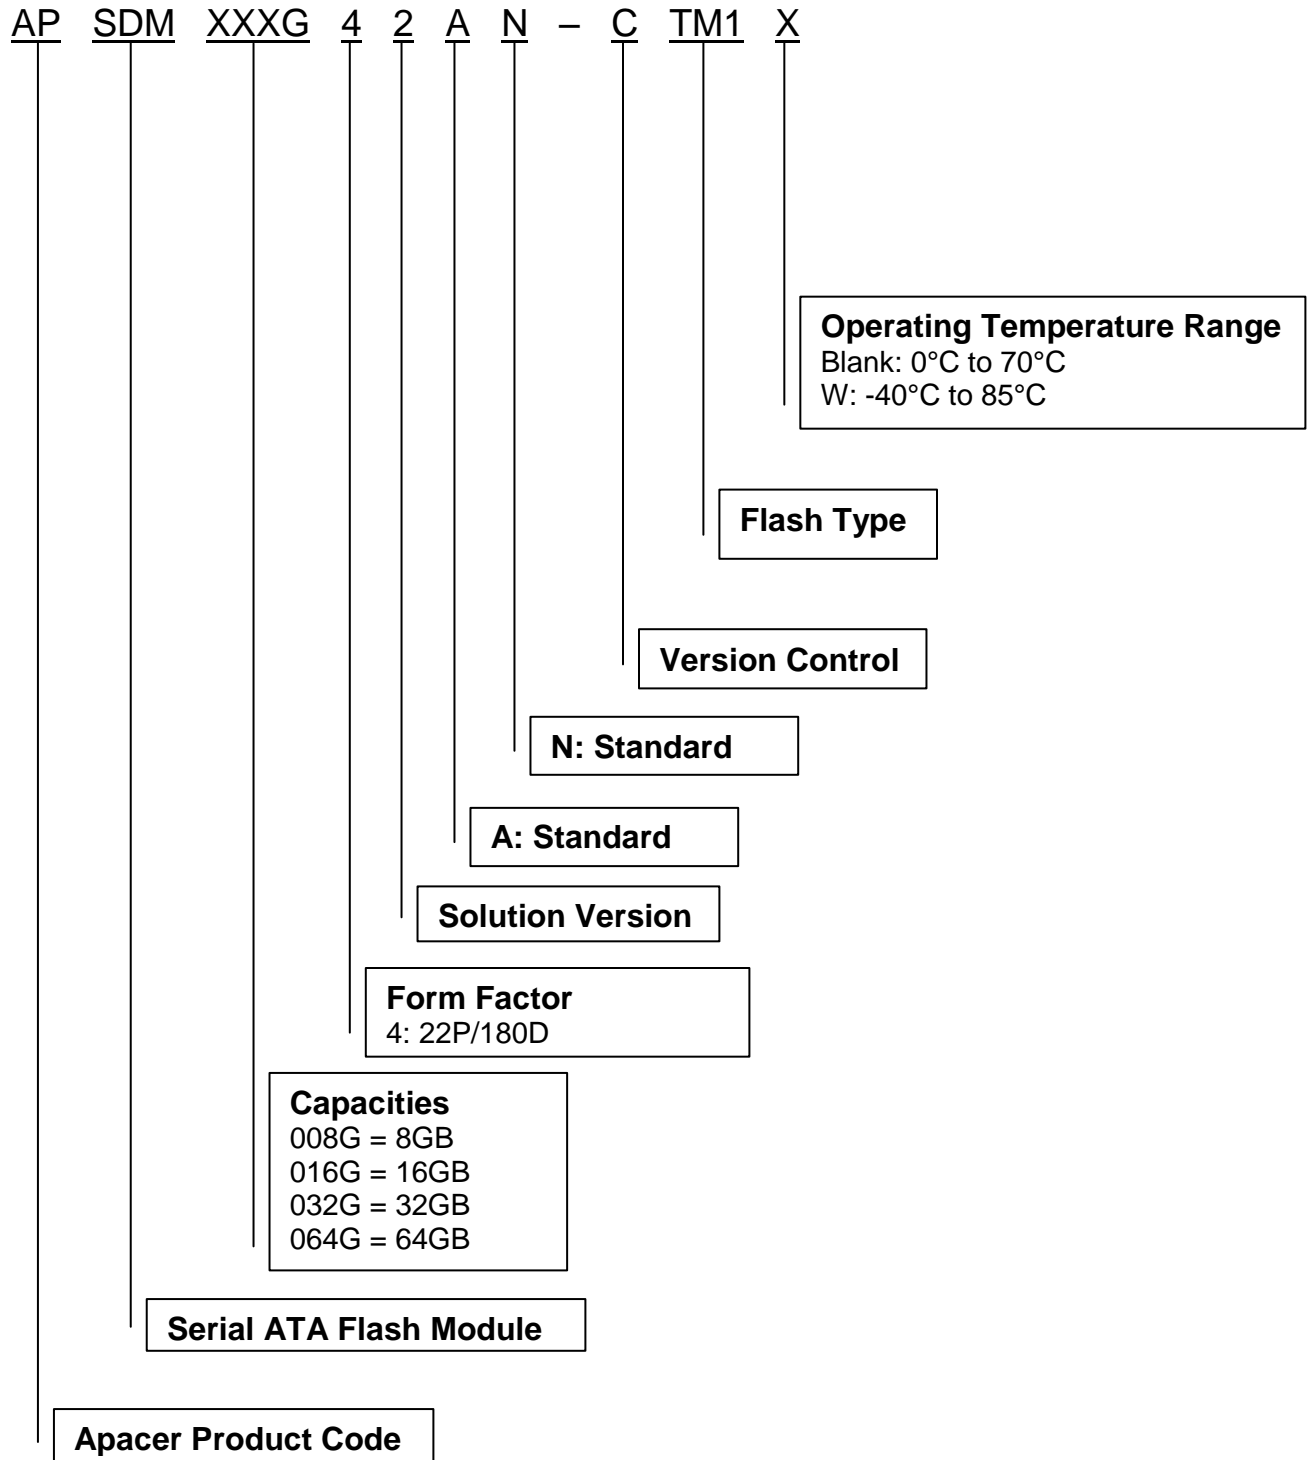 AP SDM XXXG 4 2 A N – C TM1 X
Operating Temperature Range
Blank: 0°C to 70°C
W: -40°C to 85°C
Flash Type
Version Control
N: Standard
A: Standard
Solution Version
Form Factor
4: 22P/180D
Capacities
008G = 8GB
016G = 16GB
032G = 32GB
064G = 64GB
Serial ATA Flash Module
Apacer Product Code